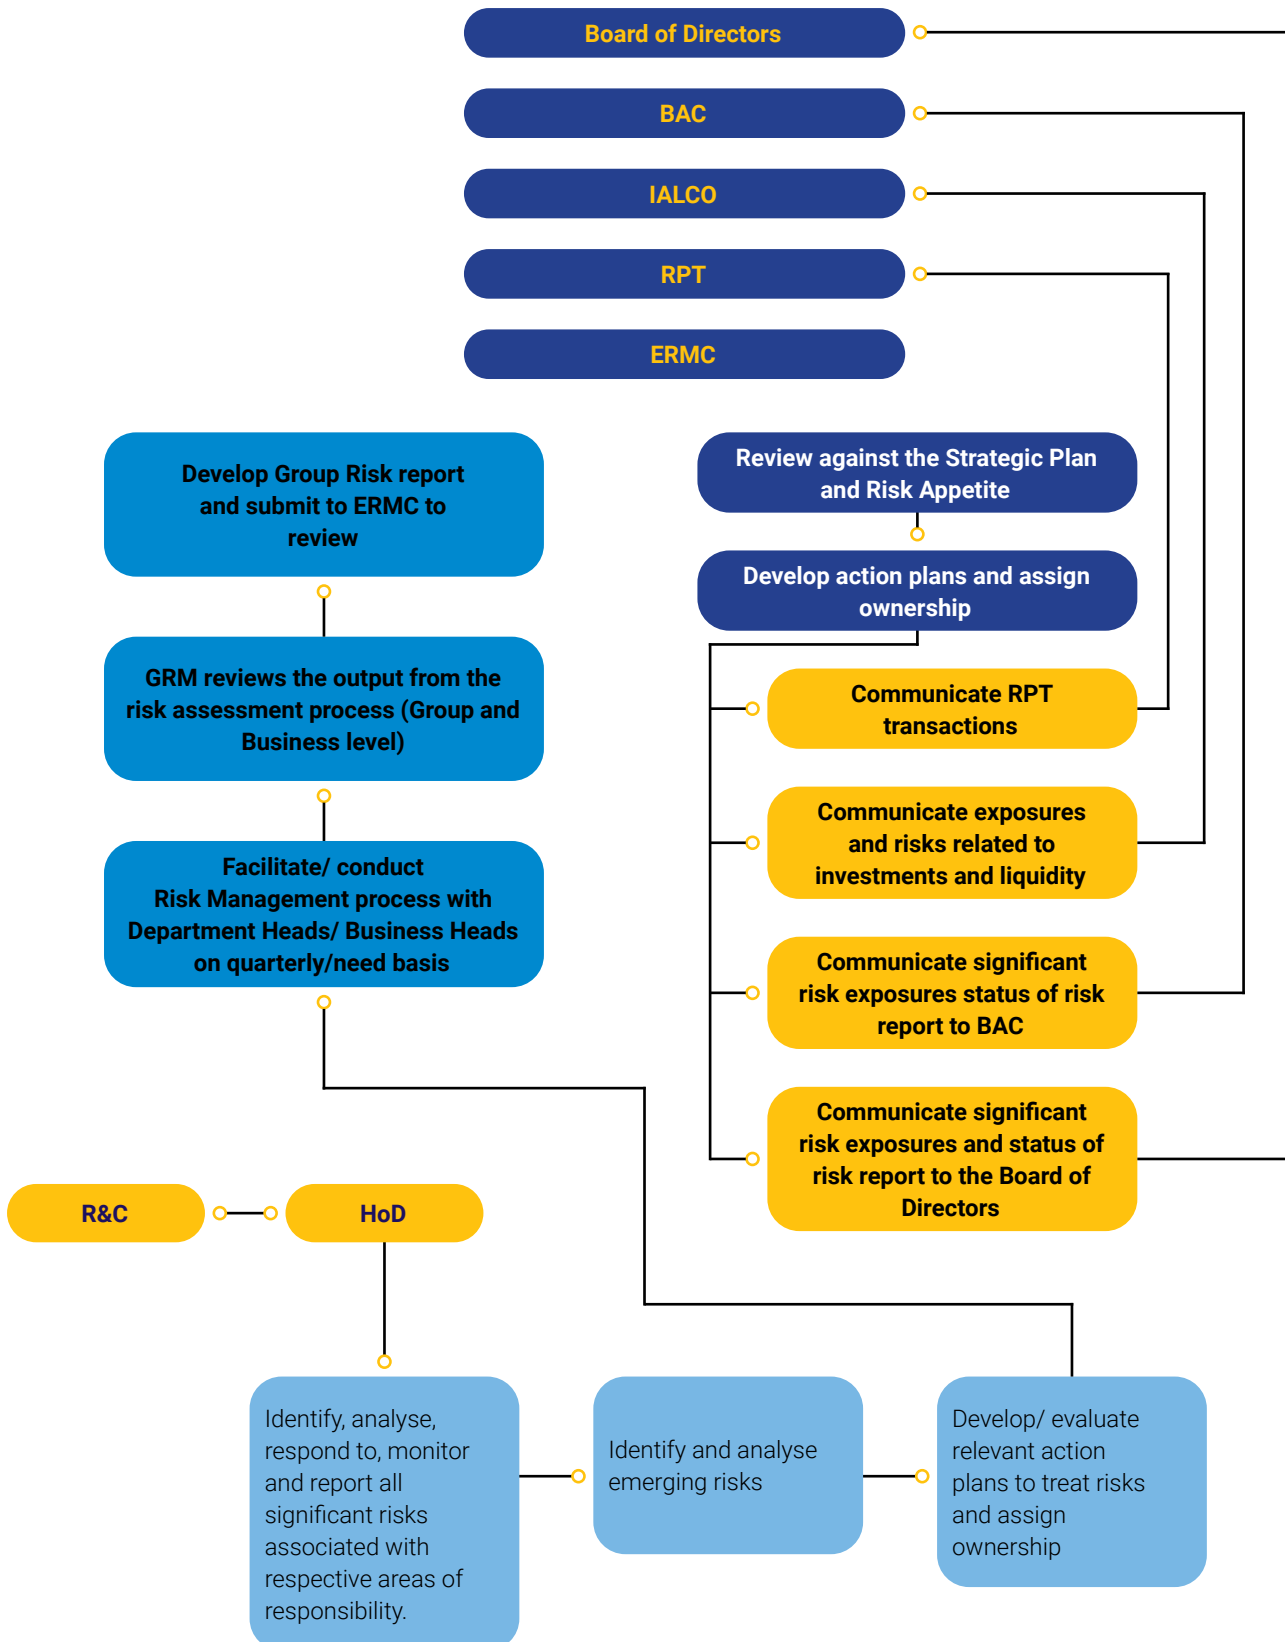 Board of Directors
BAC
IALCO
RPT
ERMC
Develop Group Risk report
and submit to ERMC to
review
GRM reviews the output from the
risk assessment process (Group and
Business level)
Facilitate/ conduct
Risk Management process with
Department Heads/ Business Heads
on quarterly/need basis
Review against the Strategic Plan
and Risk Appetite
Develop action plans and assign
ownership
Communicate RPT
transactions
Communicate exposures
and risks related to
investments and liquidity
Communicate significant
risk exposures status of risk
report to BAC
Communicate significant
risk exposures and status of
risk report to the Board of
Directors
R&C
HoD
Identify, analyse,
respond to, monitor
and report all
significant risks
associated with
respective areas of
responsibility.
Identify and analyse
emerging risks
Develop/ evaluate
relevant action
plans to treat risks
and assign
ownership